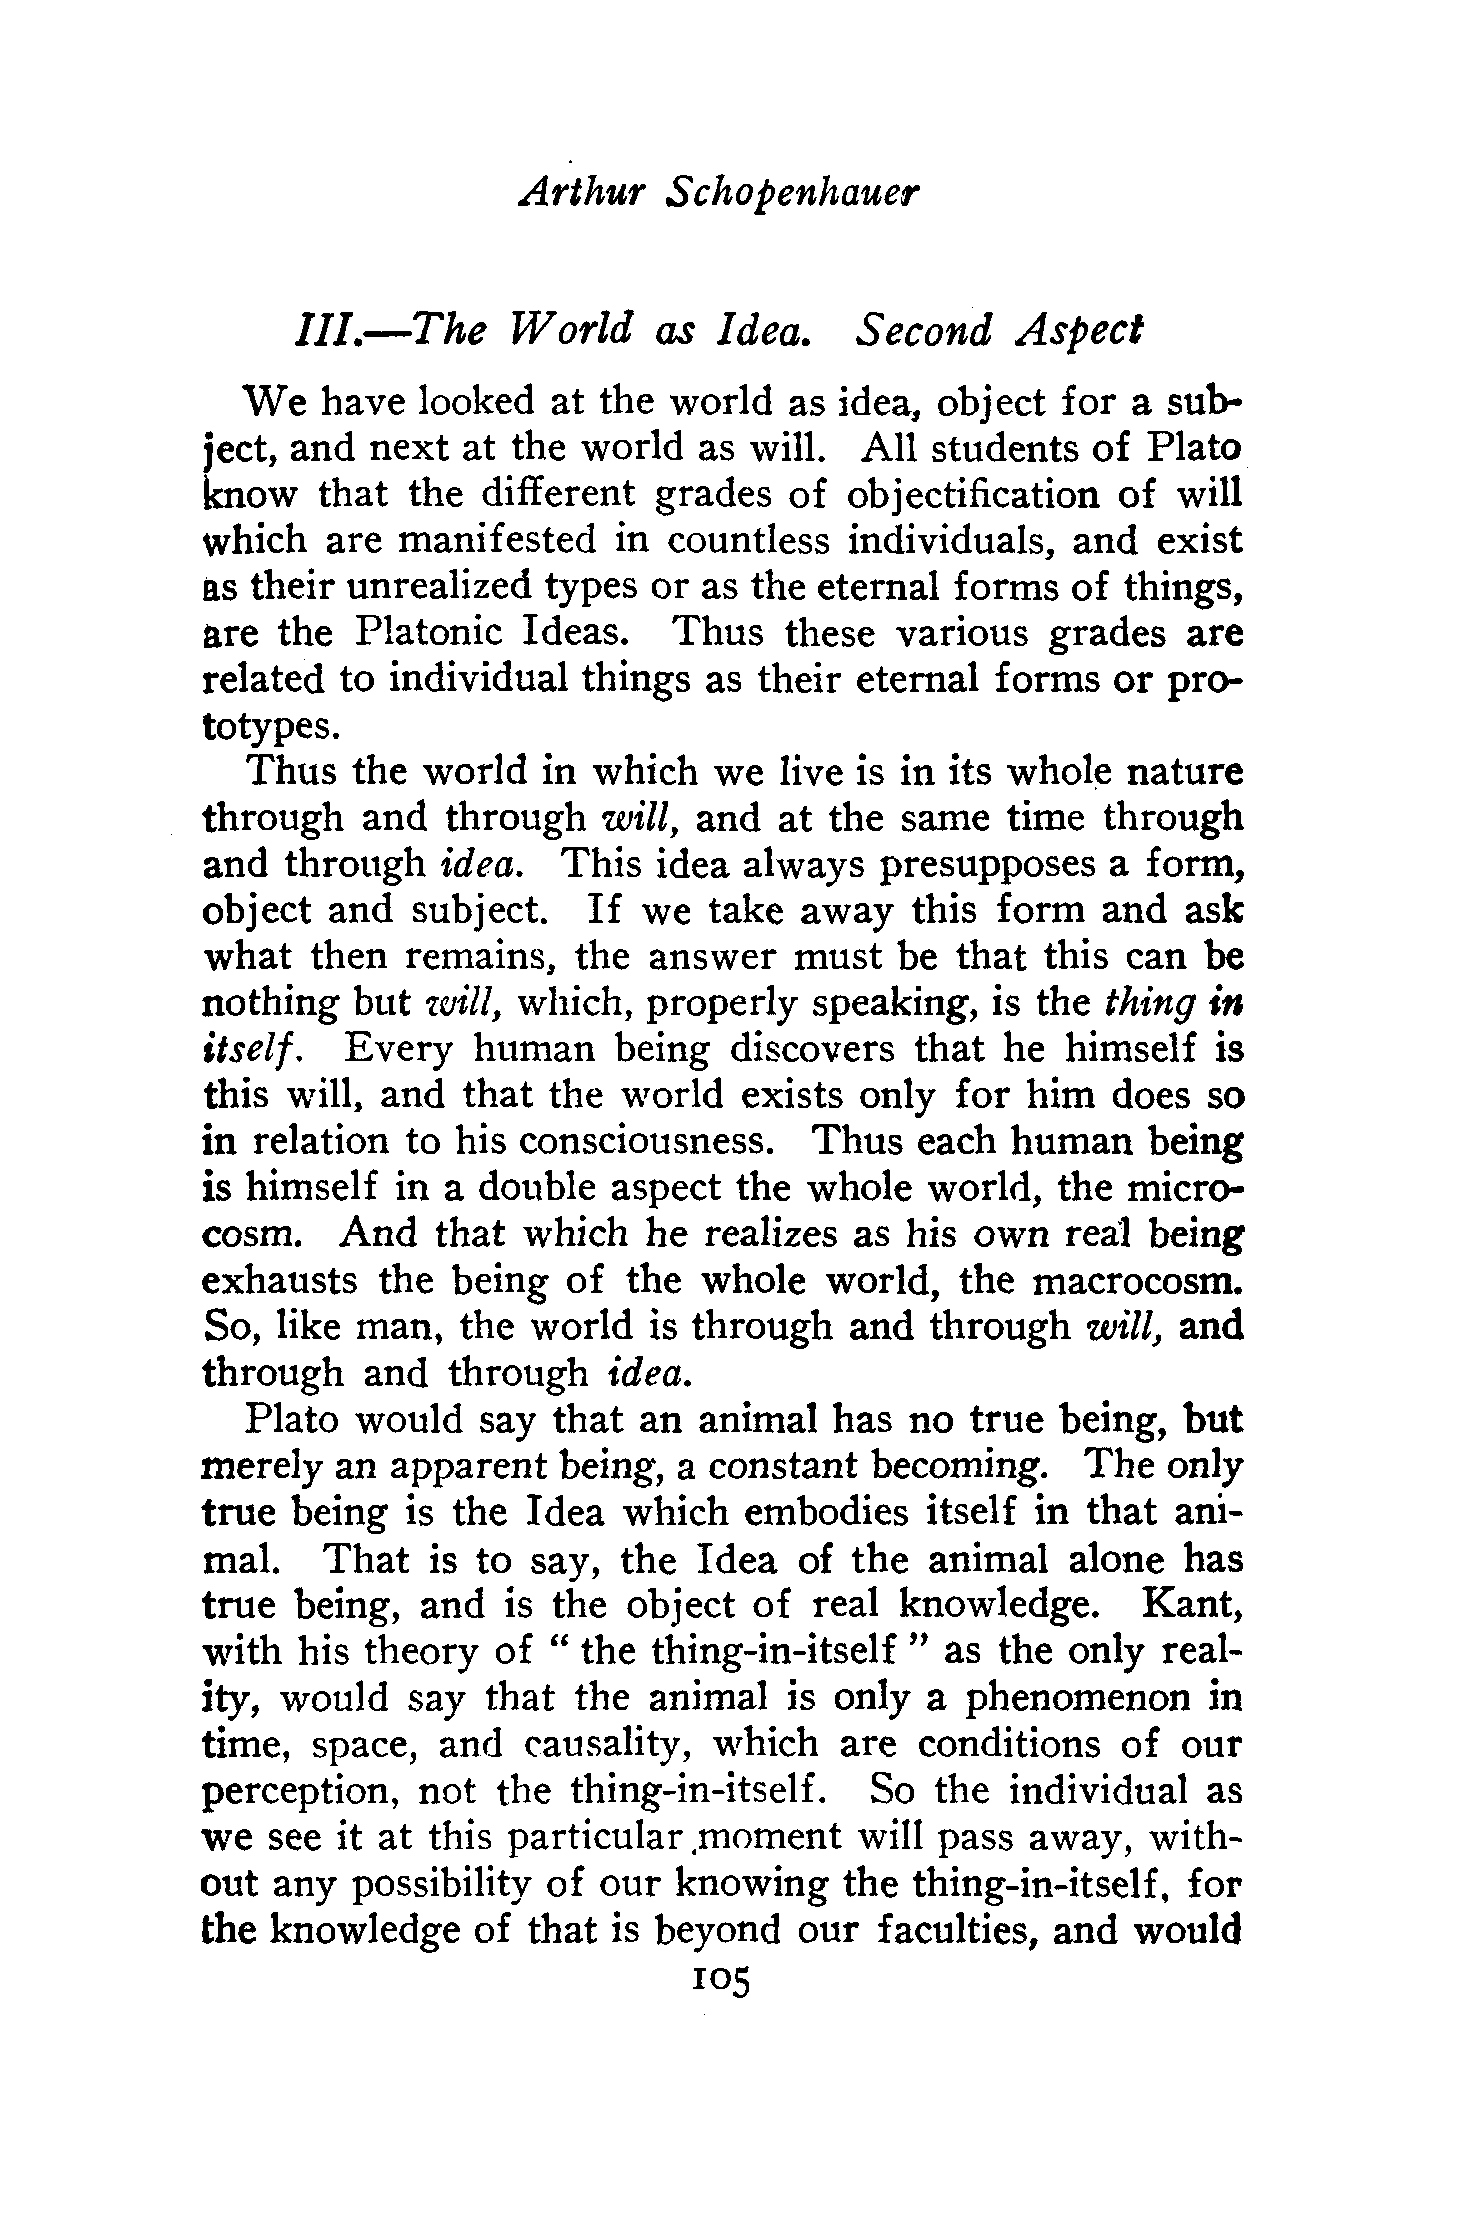 Arthur Schopenhauer
III.—The World as Idea. Second Aspect
We have looked at the world as idea, object for a sub-
ject, and next at the world as will. All students of Plato
know that the different grades of objectification of will
which are manifested in countless individuals, and exist
as their unrealized types or as the eternal forms of things,
are the Platonic Ideas. Thus these various grades are
related to individual things as their eternal forms or pro-
totypes.
Thus the world in which we live is in its whole nature
through and through will, and at the same time through
and through idea. This idea always presupposes a form,
object and subject. If we take away this form and ask
what then remains, the answer must be that this can be
nothing but will, which, properly speaking, is the thing in
itself. Every human being discovers that he himself is
this will, and that the world exists only for him does so
in relation to his consciousness. Thus each human being
is himself in a double aspect the whole world, the micro-
cosm. And that which he realizes as his own real being
exhausts the being of the whole world, the macrocosm.
So, like man, the world is through and through will, and
through and through idea.
Plato would say that an animal has no true being, but
merely an apparent being, a constant becoming. The only
true being is the Idea which embodies itself in that ani-
mal. That is to say, the Idea of the animal alone has
true being, and is the object of real knowledge. Kant,
with his theory of “ the thing-in-itself ” as the only real-
ity, would say that the animal is only a phenomenon in
time, space, and causality, which are conditions of our
perception, not the thing-in-itself. So the individual as
we see it at this particular moment will pass away, with-
out any possibility of our knowing the thing-in-itself, for
the knowledge of that is beyond our faculties, and would
105